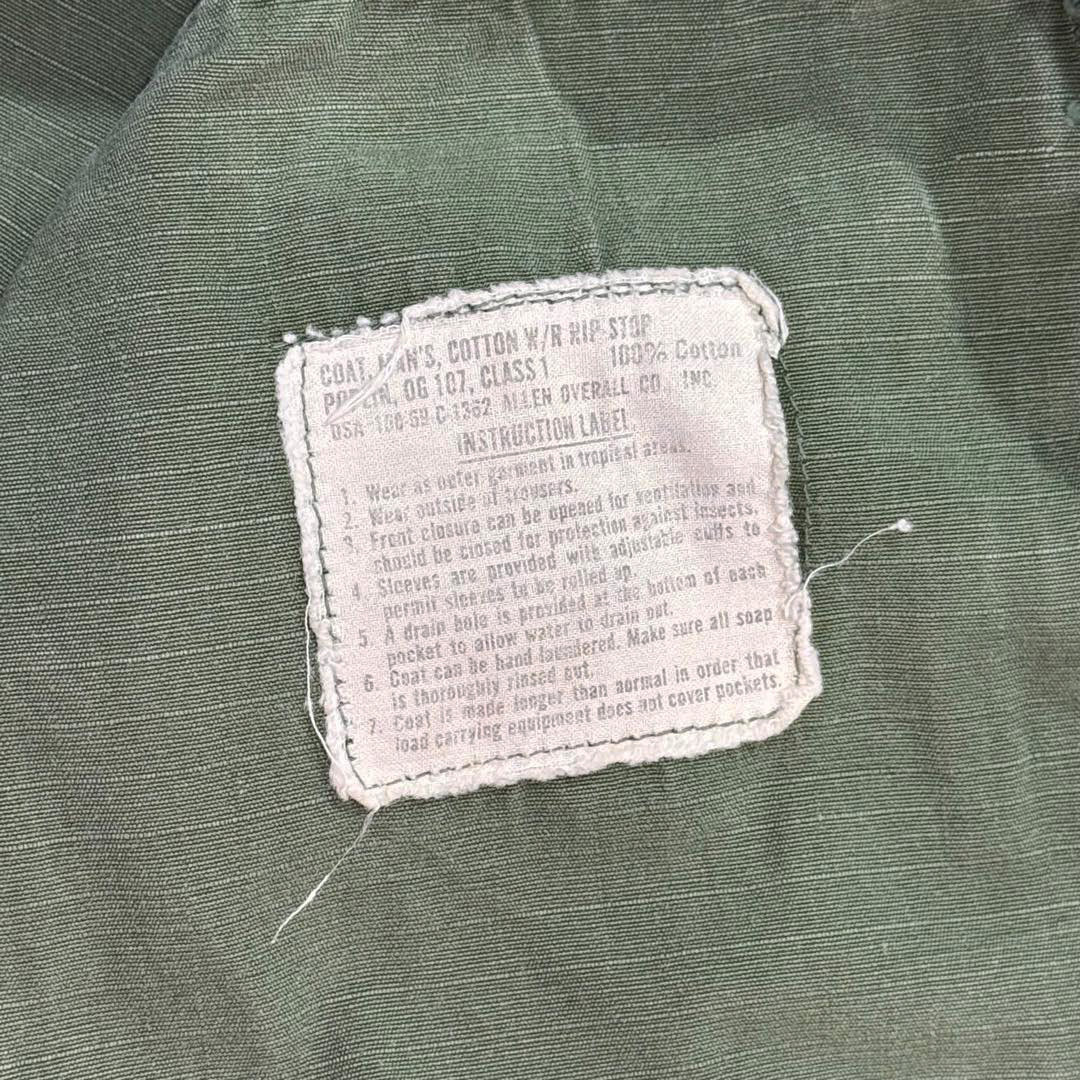 COAT, MAN'S, COTTON W/R RIP STOP
POPLIN, OG 107, CLASS 1 100% Cotton
DSA 100-69 C-1362 ALLEN OVERALL CO., INC.
INSTRUCTION LABEL
1. Wear as outer garment in tropical areas.
2. Wear outside of trousers.
3. Front closure can be opened for ventilation and
should be closed for protection against insects.
4. Sleeves are provided with adjustable cuffs to
permit sleeves to be rolled up.
5. A drain hole is provided at the bottom of each
pocket to allow water to drain out.
6. Coat can be hand laundered. Make sure all soap
is thoroughly rinsed out.
7. Coat is made longer than normal in order that
load carrying equipment does not cover pockets.